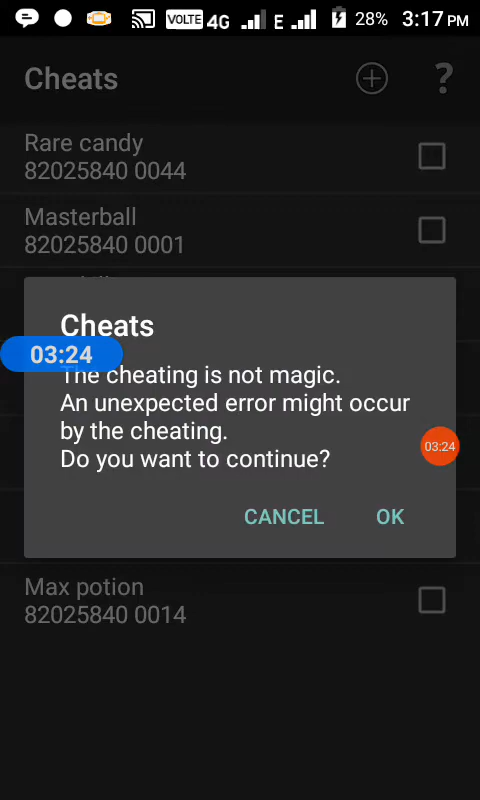 VOLTE 4G E 28% 3:17 PM
Cheats ?
Rare candy
82025840 0044
Masterball
82025840 0001
Cheats
03:24
The cheating is not magic.
An unexpected error might occur
03:24
by the cheating.
Do you want to continue?
CANCEL OK
Max potion
82025840 0014